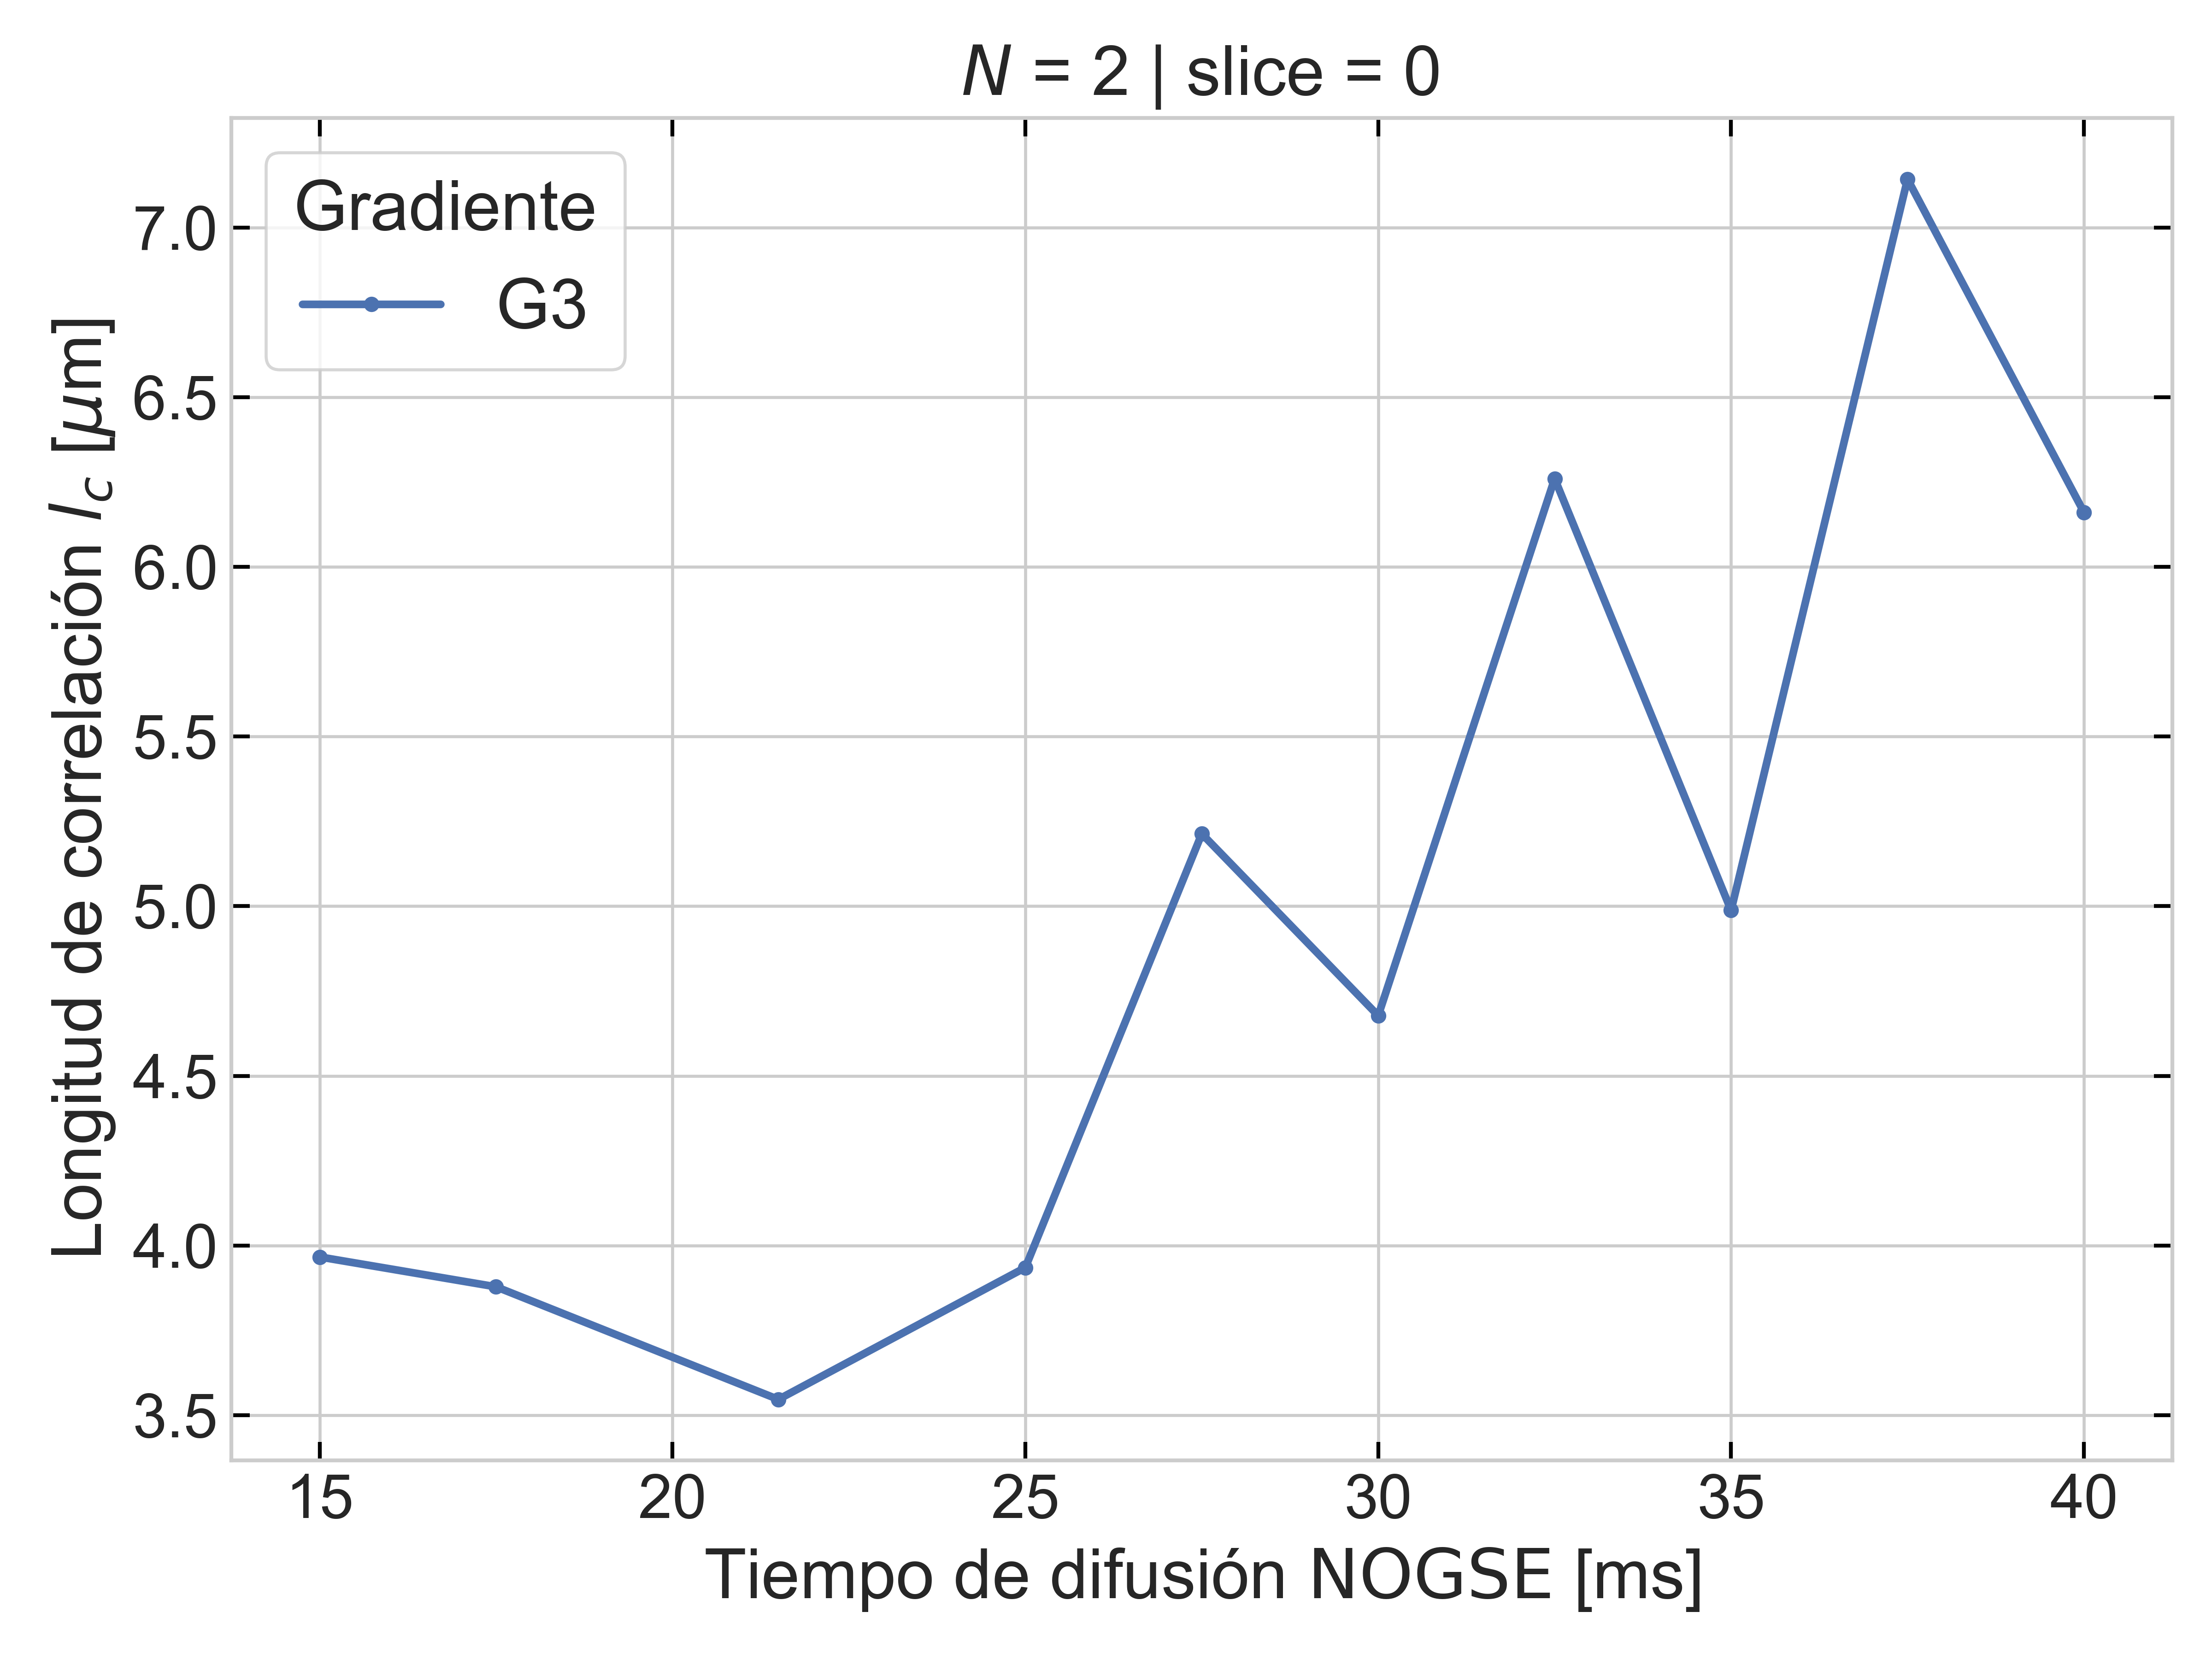 N = 2 | slice = 0
Gradiente
G3
Longitud de correlación lc [μm]
7.0
6.5
6.0
5.5
5.0
4.5
4.0
3.5
15 20 25 30 35 40
Tiempo de difusión NOGSE [ms]